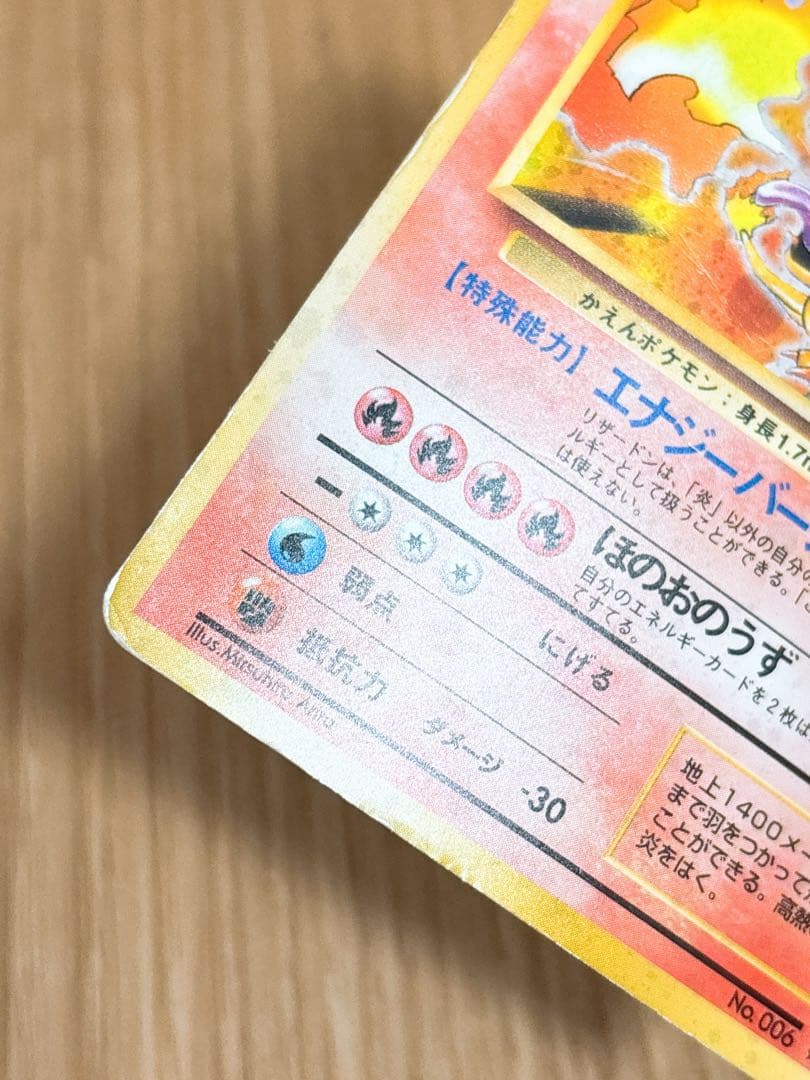 かえんポケモン：身長1.7m
【特殊能力】 エナジーバー
リザードンは、「炎」以外の自分の
ルギーとして扱うことができる。「
は使えない。
ほのおのうず
自分のエネルギーカードを2枚は
てすてる。
にげる
弱点
抵抗力 ダメージ -30
Illus. Mitsuhiro Arita
地上1400メー
まで羽をつかって
ことができる。高熱
炎をはく。
No. 006